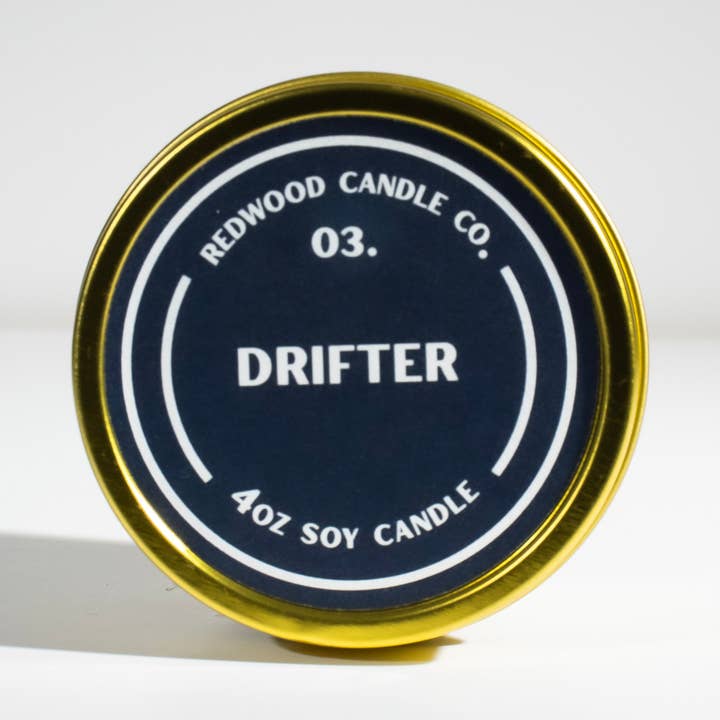 REDWOOD CANDLE CO.
03.
DRIFTER
4OZ SOY CANDLE